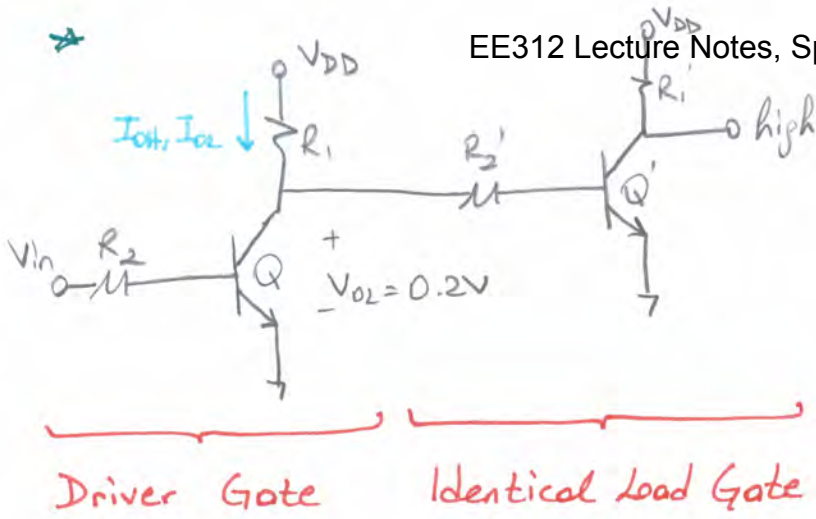 EE312 Lecture Notes, Sp
VDD
VDD
IOH, IOL
R1
R1'
high
R2'
Q'
Vin
R2
Q
+
- VOL = 0.2V
Driver Gate
Identical Load Gate